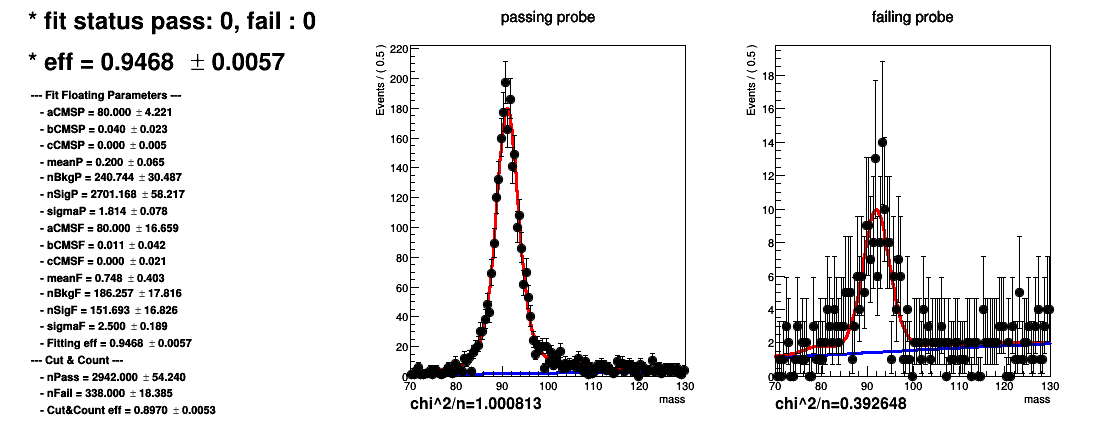 * fit status pass: 0, fail : 0
* eff = 0.9468 ± 0.0057
--- Fit Floating Parameters ---
- aCMSP = 80.000 ± 4.221
- bCMSP = 0.040 ± 0.023
- cCMSP = 0.000 ± 0.005
- meanP = 0.200 ± 0.065
- nBkgP = 240.744 ± 30.487
- nSigP = 2701.168 ± 58.217
- sigmaP = 1.814 ± 0.078
- aCMSF = 80.000 ± 16.659
- bCMSF = 0.011 ± 0.042
- cCMSF = 0.000 ± 0.021
- meanF = 0.748 ± 0.403
- nBkgF = 186.257 ± 17.816
- nSigF = 151.693 ± 16.826
- sigmaF = 2.500 ± 0.189
- Fitting eff = 0.9468 ± 0.0057
--- Cut & Count ---
- nPass = 2942.000 ± 54.240
- nFail = 338.000 ± 18.385
- Cut&Count eff = 0.8970 ± 0.0053
passing probe
Events / ( 0.5 )
220
200
180
160
140
120
100
80
60
40
20
0
70 80 90 100 110 120 130
mass
chi^2/n=1.000813
failing probe
Events / ( 0.5 )
18
16
14
12
10
8
6
4
2
0
70 80 90 100 110 120 130
mass
chi^2/n=0.392648